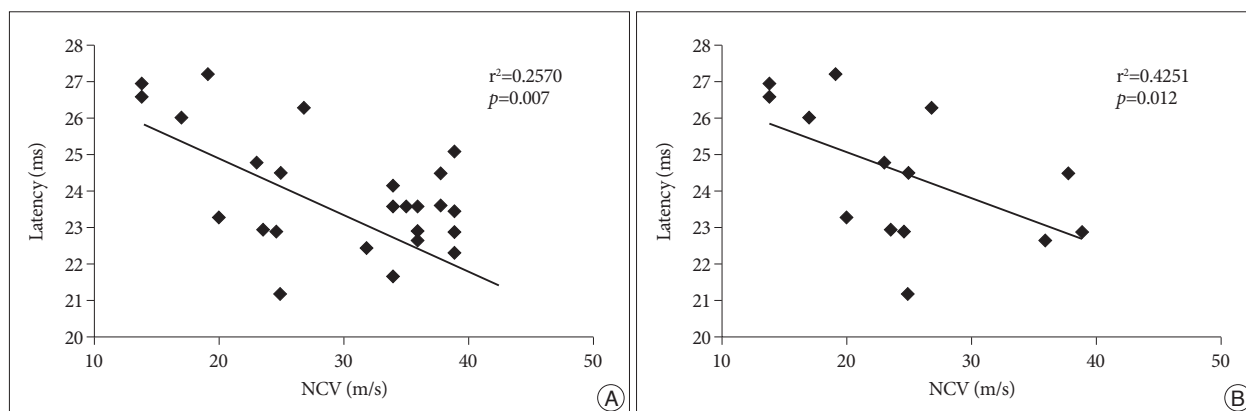 28
27
26
25
24
23
22
21
20
Latency (ms)
r²=0.2570
p=0.007
10 20 30 40 50
NCV (m/s)
A
28
27
26
25
24
23
22
21
20
Latency (ms)
r²=0.4251
p=0.012
10 20 30 40 50
NCV (m/s)
B